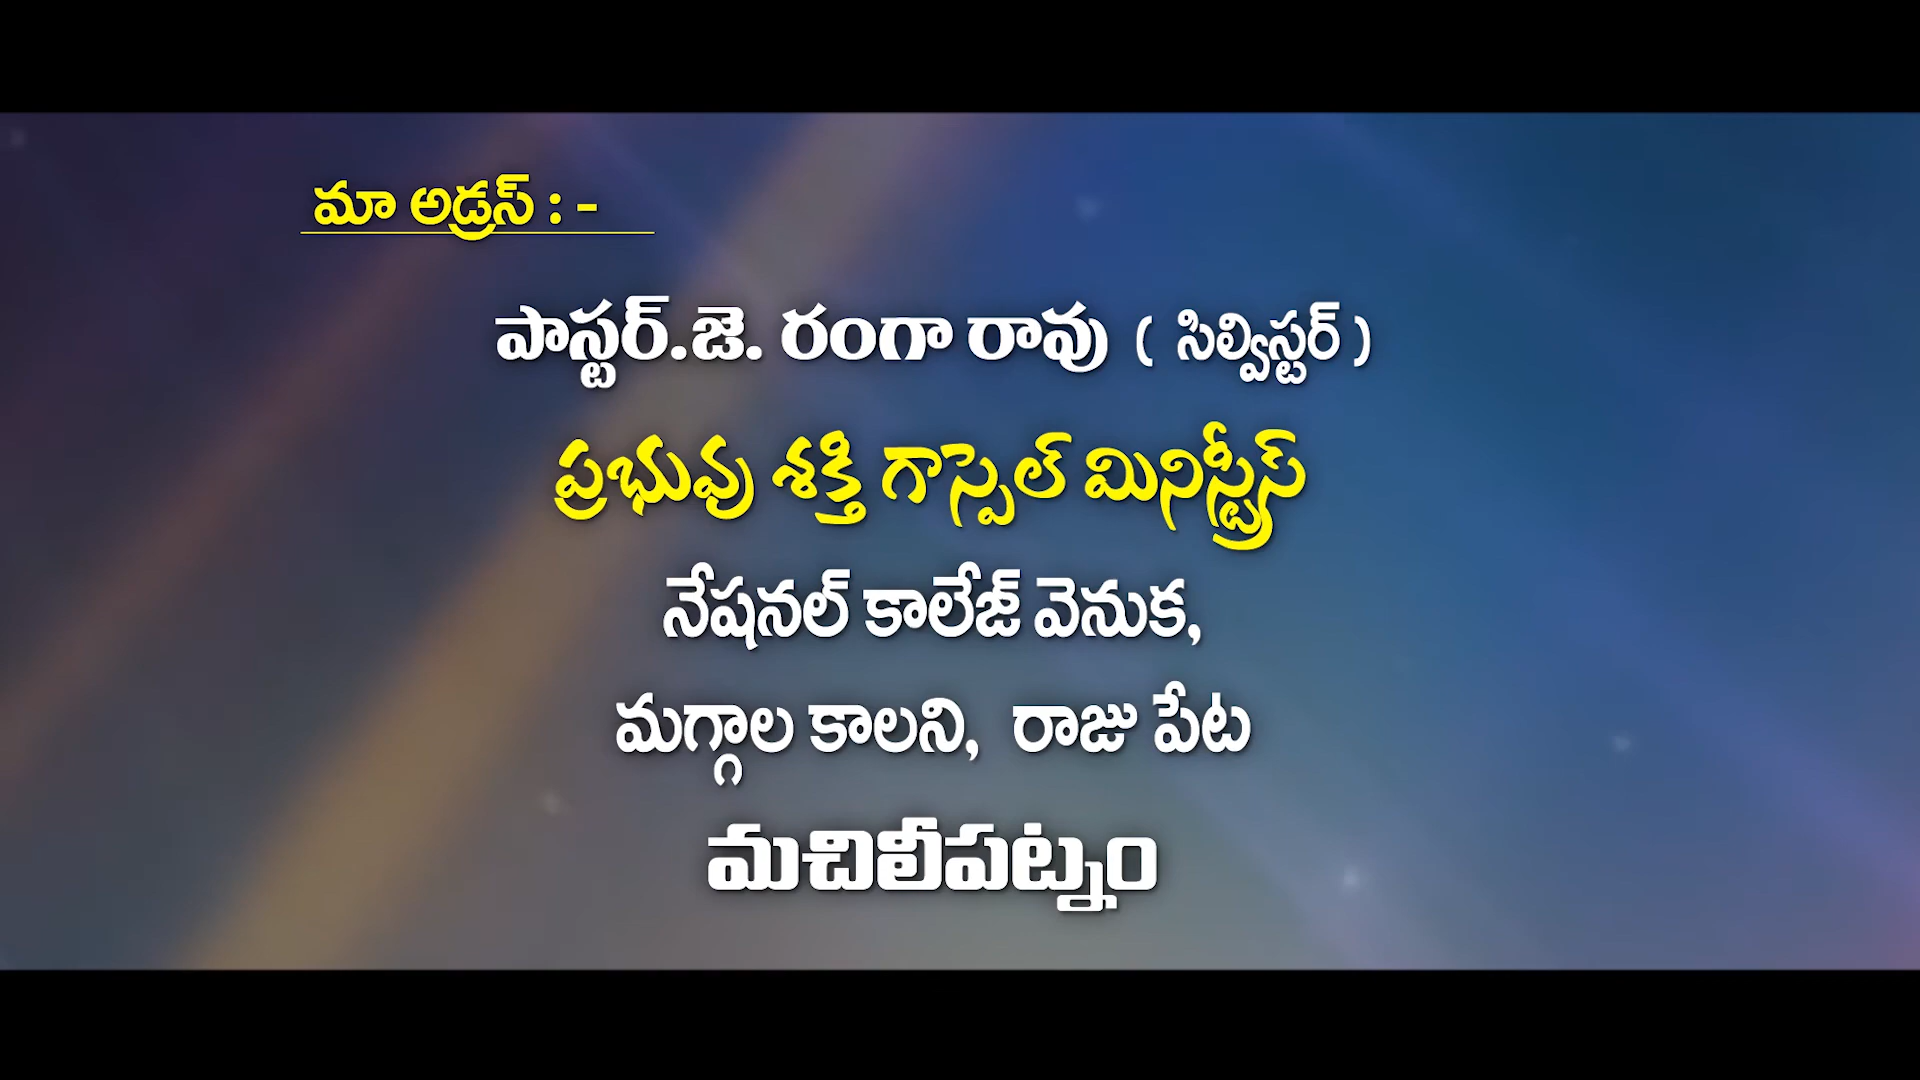 మా అడ్రస్ : -
పాస్టర్.జె. రంగా రావు ( సిల్విస్టర్ )
ప్రభువు శక్తి గాస్పెల్ మినిస్ట్రీస్
నేషనల్ కాలేజ్ వెనుక,
మగ్గాల కాలని, రాజు పేట
మచిలీపట్నం